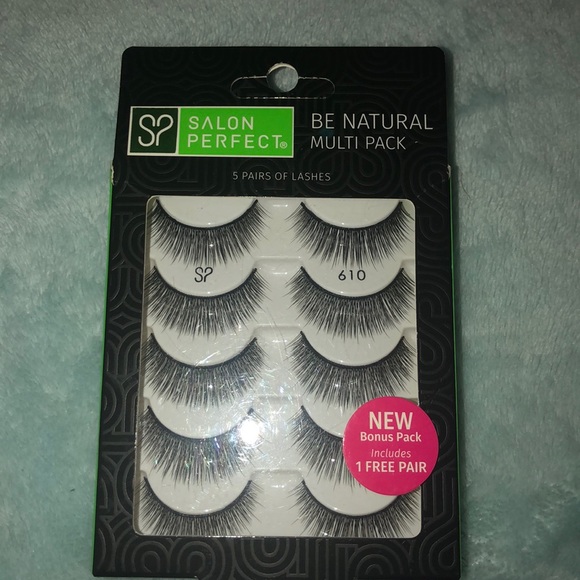 SP
SALON
PERFECT®
BE NATURAL
MULTI PACK
5 PAIRS OF LASHES
SP
610
NEW
Bonus Pack
Includes
1 FREE PAIR